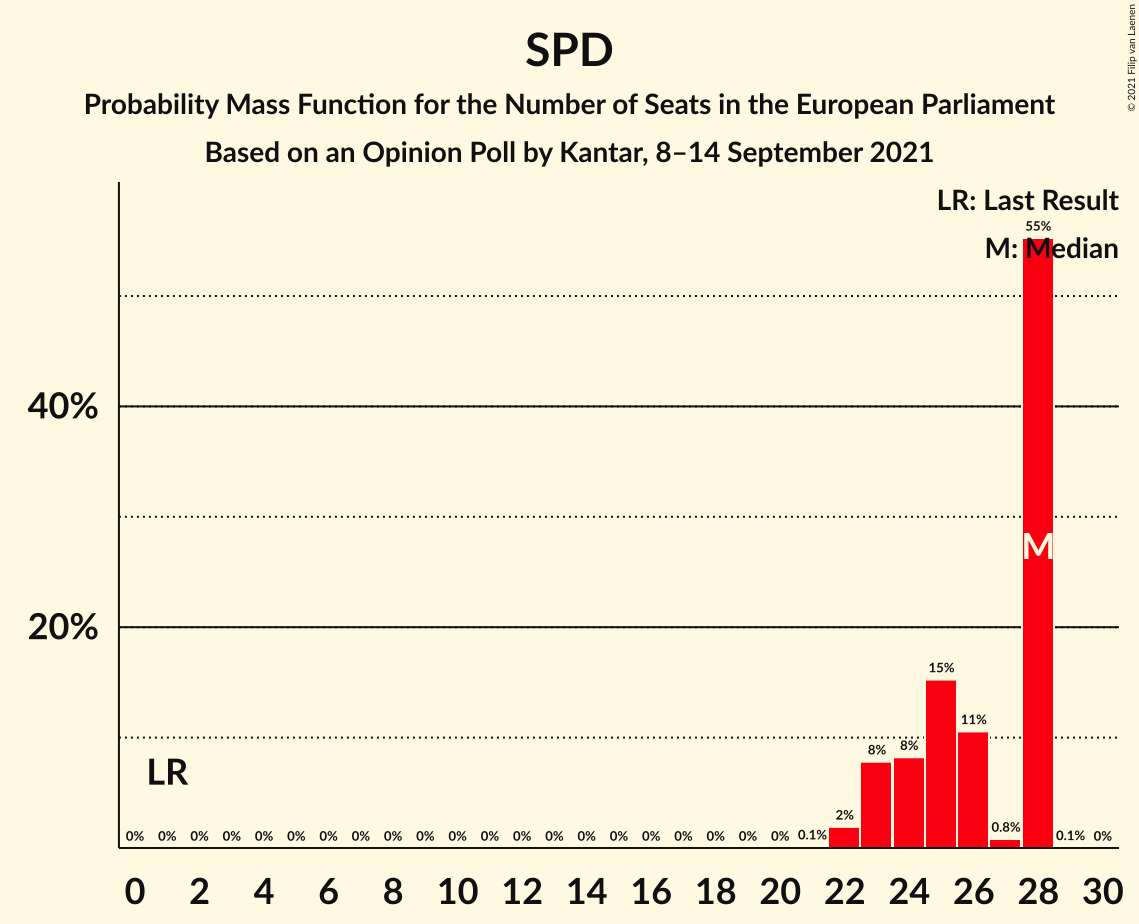 SPD
Probability Mass Function for the Number of Seats in the European Parliament
Based on an Opinion Poll by Kantar, 8–14 September 2021
© 2021 Filip van Laenen
LR: Last Result
M: Median
55%
40%
20%
M
LR
0% 0% 0% 0% 0% 0% 0% 0% 0% 0% 0% 0% 0% 0% 0% 0% 0% 0% 0% 0% 0% 0.1% 2% 8% 8% 15% 11% 0.8% 0.1% 0%
0 2 4 6 8 10 12 14 16 18 20 22 24 26 28 30